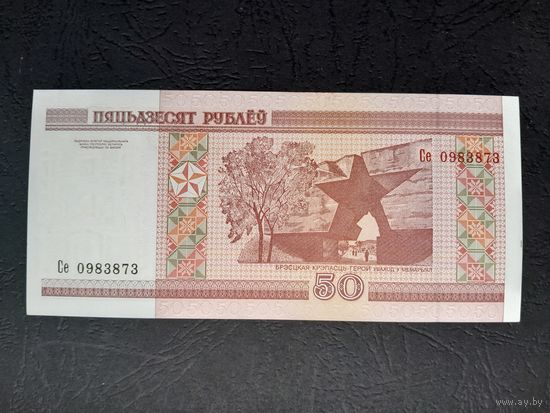 ПЯЦЬДЗЕСЯТ РУБЛЁЎ
Се 0983873
Се 0983873
БРЭСЦКАЯ КРЭПАСЦЬ-ГЕРОЙ УВАХОД У МЕМАРЫЯЛ
50
www.ay.by